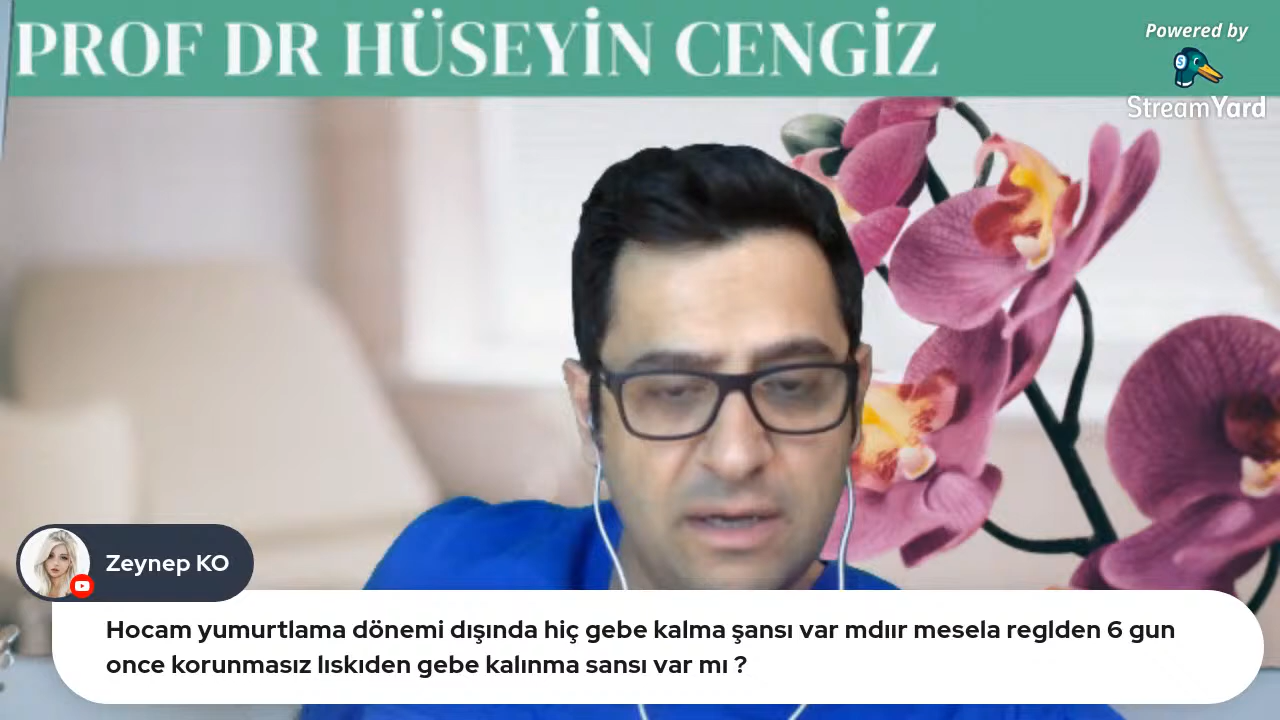 PROF DR HÜSEYİN CENGİZ
Powered by
StreamYard
Zeynep KO
Hocam yumurtlama dönemi dışında hiç gebe kalma şansı var mdıır mesela reglden 6 gun
once korunmasız lıskıden gebe kalınma sansı var mı ?